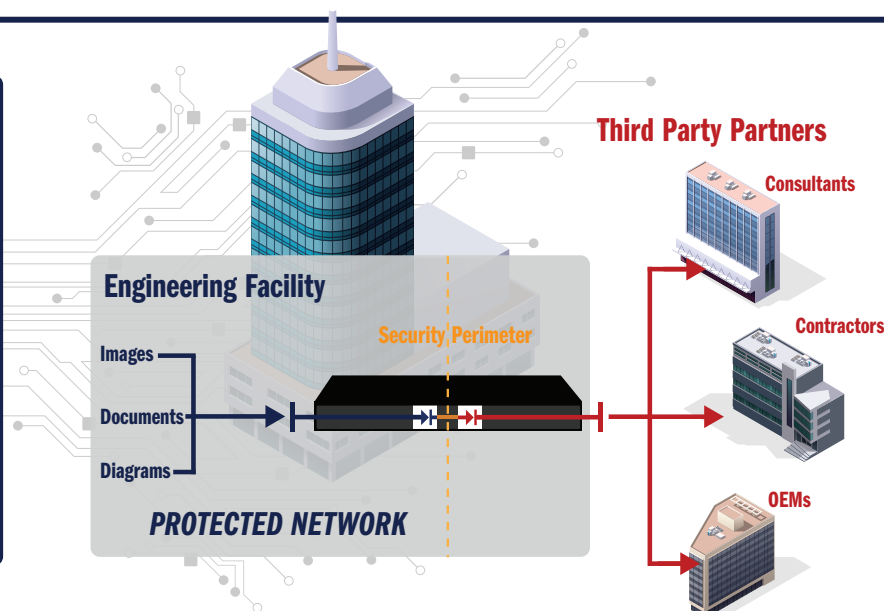 Third Party Partners
Consultants
Engineering Facility
Security Perimeter
Contractors
Images
Documents
Diagrams
OEMs
PROTECTED NETWORK